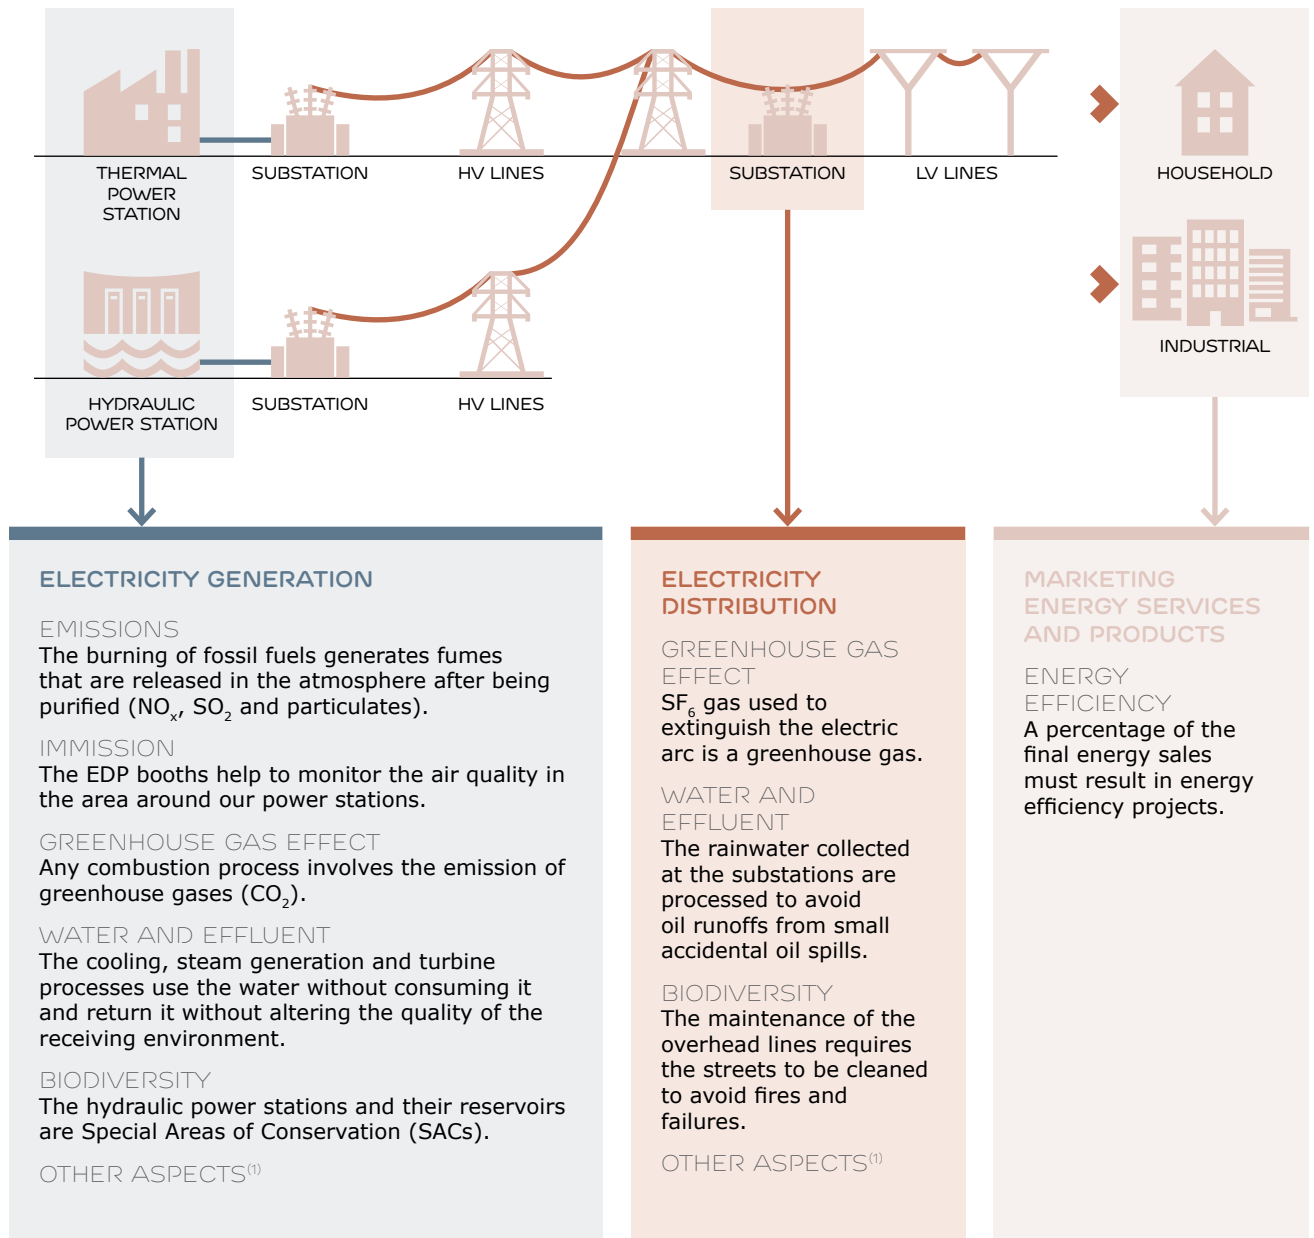 THERMAL
POWER
STATION
SUBSTATION
HV LINES
SUBSTATION
LV LINES
HOUSEHOLD
HYDRAULIC
POWER STATION
SUBSTATION
HV LINES
INDUSTRIAL
ELECTRICITY GENERATION
EMISSIONS
The burning of fossil fuels generates fumes
that are released in the atmosphere after being
purified (NOx, SO2 and particulates).
IMMISSION
The EDP booths help to monitor the air quality in
the area around our power stations.
GREENHOUSE GAS EFFECT
Any combustion process involves the emission of
greenhouse gases (CO2).
WATER AND EFFLUENT
The cooling, steam generation and turbine
processes use the water without consuming it
and return it without altering the quality of the
receiving environment.
BIODIVERSITY
The hydraulic power stations and their reservoirs
are Special Areas of Conservation (SACs).
OTHER ASPECTS(1)
ELECTRICITY
DISTRIBUTION
GREENHOUSE GAS
EFFECT
SF6 gas used to
extinguish the electric
arc is a greenhouse gas.
WATER AND
EFFLUENT
The rainwater collected
at the substations are
processed to avoid
oil runoffs from small
accidental oil spills.
BIODIVERSITY
The maintenance of the
overhead lines requires
the streets to be cleaned
to avoid fires and
failures.
OTHER ASPECTS(1)
MARKETING
ENERGY SERVICES
AND PRODUCTS
ENERGY
EFFICIENCY
A percentage of the
final energy sales
must result in energy
efficiency projects.